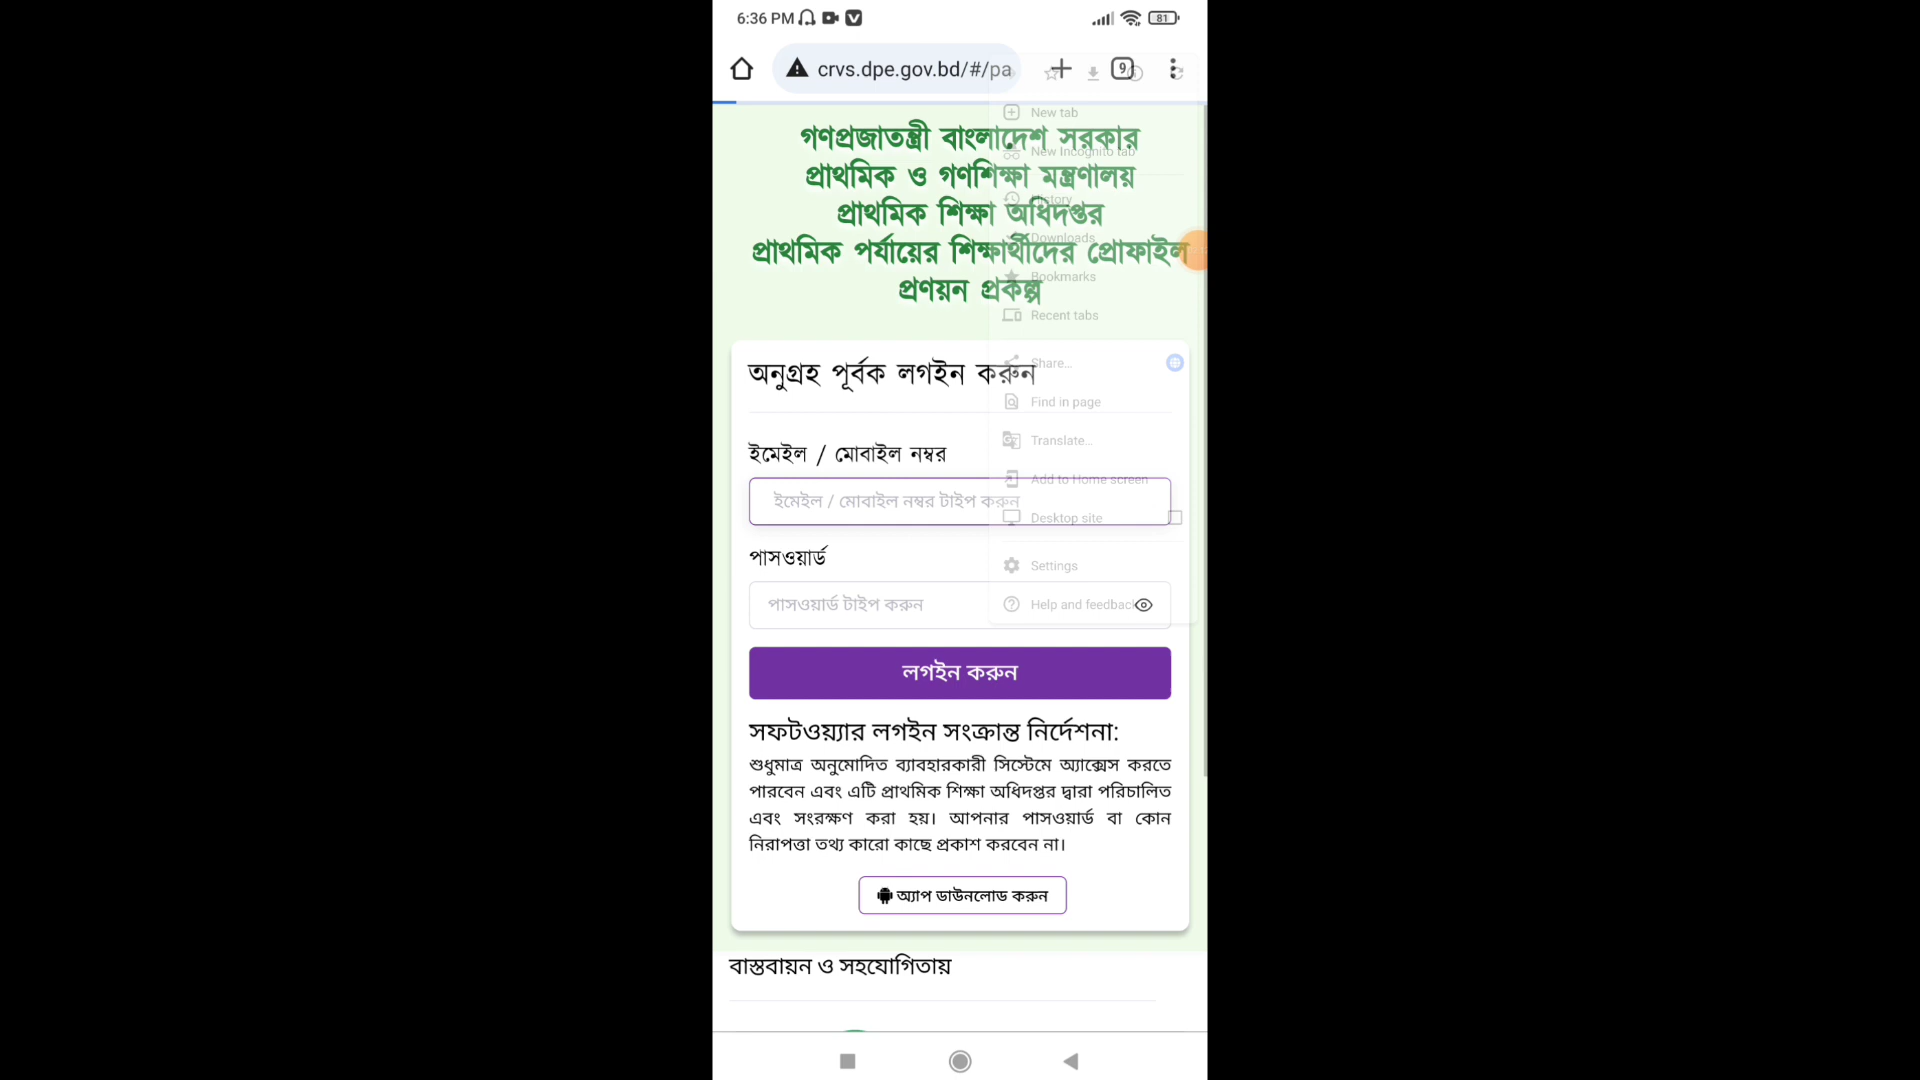 6:36 PM
81
crvs.dpe.gov.bd/#/pa
9
New tab
গণপ্রজাতন্ত্রী বাংলাদেশ সরকার
New Incognito tab
প্রাথমিক ও গণশিক্ষা মন্ত্রণালয়
History
প্রাথমিক শিক্ষা অধিদপ্তর
Downloads
প্রাথমিক পর্যায়ের শিক্ষার্থীদের প্রোফাইল
Bookmarks
প্রণয়ন প্রকল্প
Recent tabs
Share...
অনুগ্রহ পূর্বক লগইন করুন
Find in page
Translate...
ইমেইল / মোবাইল নম্বর
Add to Home screen
ইমেইল / মোবাইল নম্বর টাইপ করুন
Desktop site
পাসওয়ার্ড
Settings
পাসওয়ার্ড টাইপ করুন
Help and feedback
লগইন করুন
সফটওয়্যার লগইন সংক্রান্ত নির্দেশনা:
শুধুমাত্র অনুমোদিত ব্যাবহারকারী সিস্টেমে অ্যাক্সেস করতে
পারবেন এবং এটি প্রাথমিক শিক্ষা অধিদপ্তর দ্বারা পরিচালিত
এবং সংরক্ষণ করা হয়। আপনার পাসওয়ার্ড বা কোন
নিরাপত্তা তথ্য কারো কাছে প্রকাশ করবেন না।
অ্যাপ ডাউনলোড করুন
বাস্তবায়ন ও সহযোগিতায়